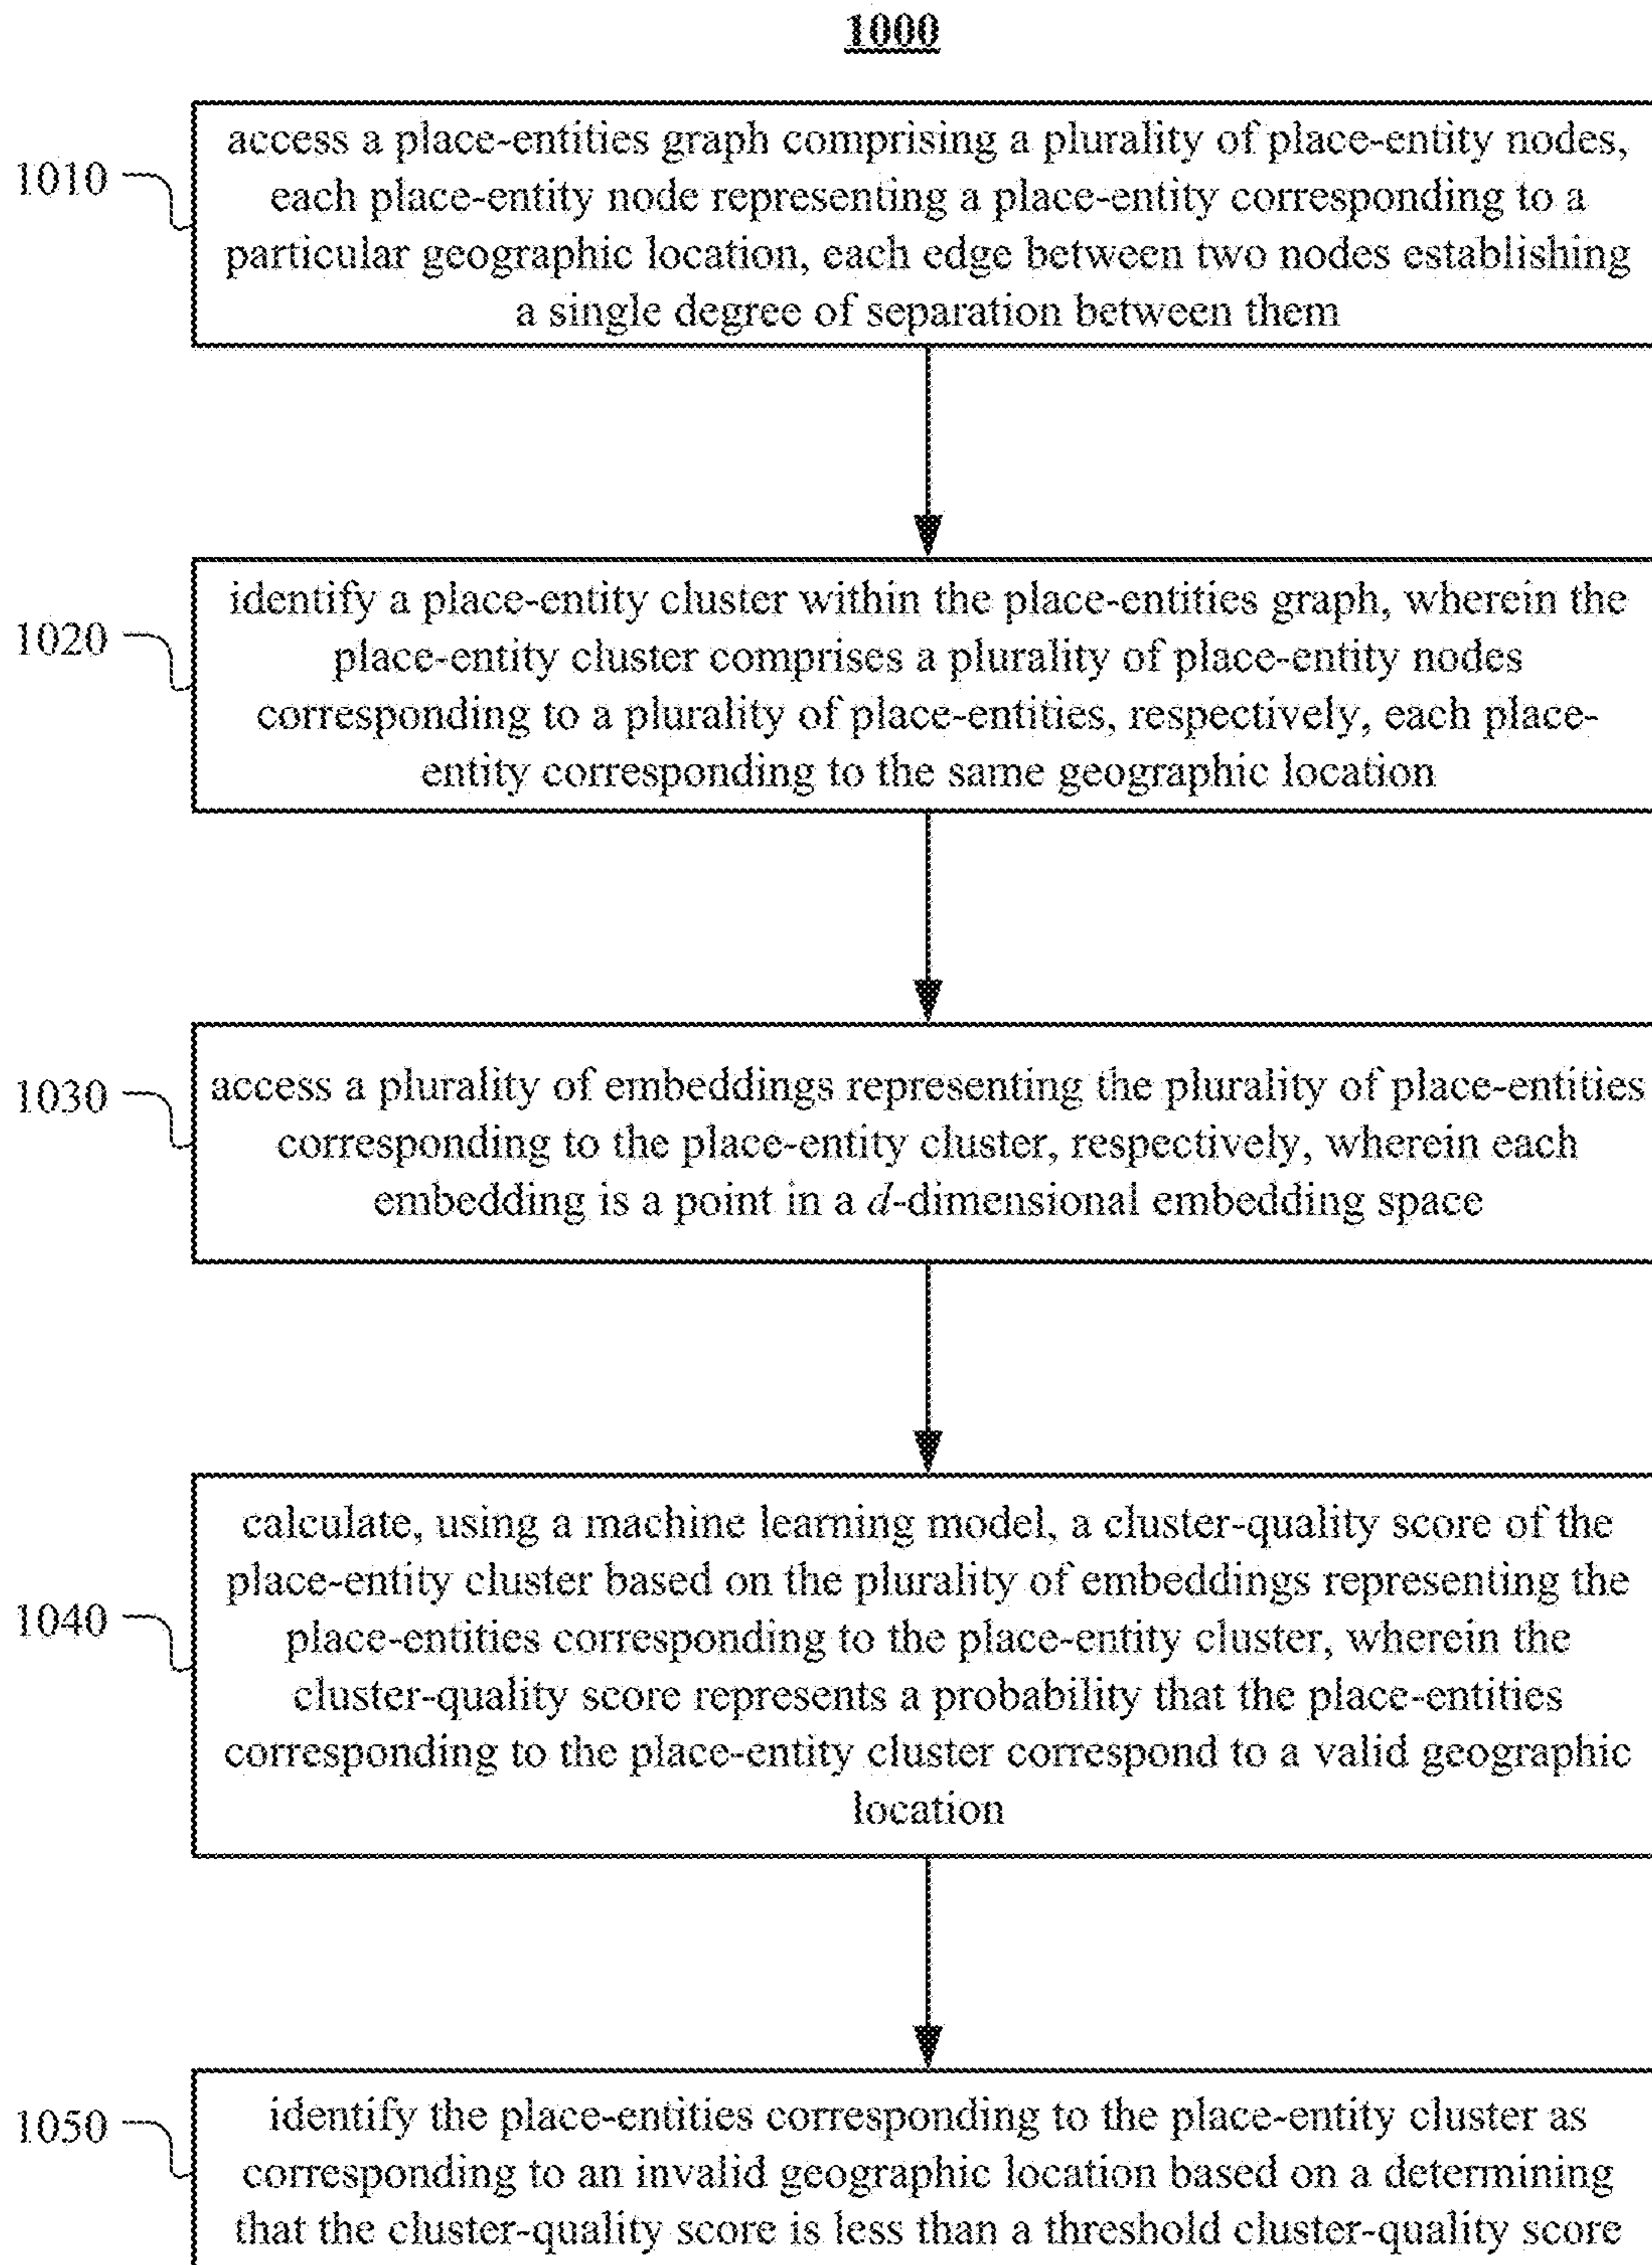 1000
1010
access a place-entities graph comprising a plurality of place-entity nodes,
each place-entity node representing a place-entity corresponding to a
particular geographic location, each edge between two nodes establishing
a single degree of separation between them
1020
identify a place-entity cluster within the place-entities graph, wherein the
place-entity cluster comprises a plurality of place-entity nodes
corresponding to a plurality of place-entities, respectively, each place-
entity corresponding to the same geographic location
1030
access a plurality of embeddings representing the plurality of place-entities
corresponding to the place-entity cluster, respectively, wherein each
embedding is a point in a d-dimensional embedding space
1040
calculate, using a machine learning model, a cluster-quality score of the
place-entity cluster based on the plurality of embeddings representing the
place-entities corresponding to the place-entity cluster, wherein the
cluster-quality score represents a probability that the place-entities
corresponding to the place-entity cluster correspond to a valid geographic
location
1050
identify the place-entities corresponding to the place-entity cluster as
corresponding to an invalid geographic location based on a determining
that the cluster-quality score is less than a threshold cluster-quality score